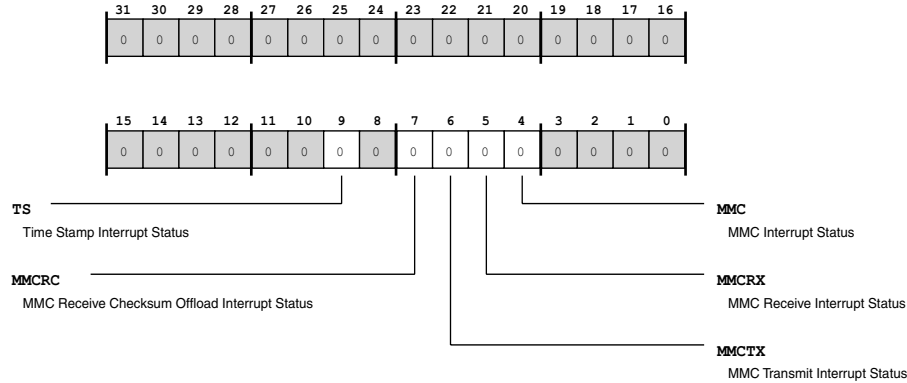 31 30 29 28 27 26 25 24 23 22 21 20 19 18 17 16
0 0 0 0 0 0 0 0 0 0 0 0 0 0 0 0
15 14 13 12 11 10 9 8 7 6 5 4 3 2 1 0
0 0 0 0 0 0 0 0 0 0 0 0 0 0 0 0
TS
Time Stamp Interrupt Status
MMC
MMC Interrupt Status
MMCRC
MMC Receive Checksum Offload Interrupt Status
MMCRX
MMC Receive Interrupt Status
MMCTX
MMC Transmit Interrupt Status